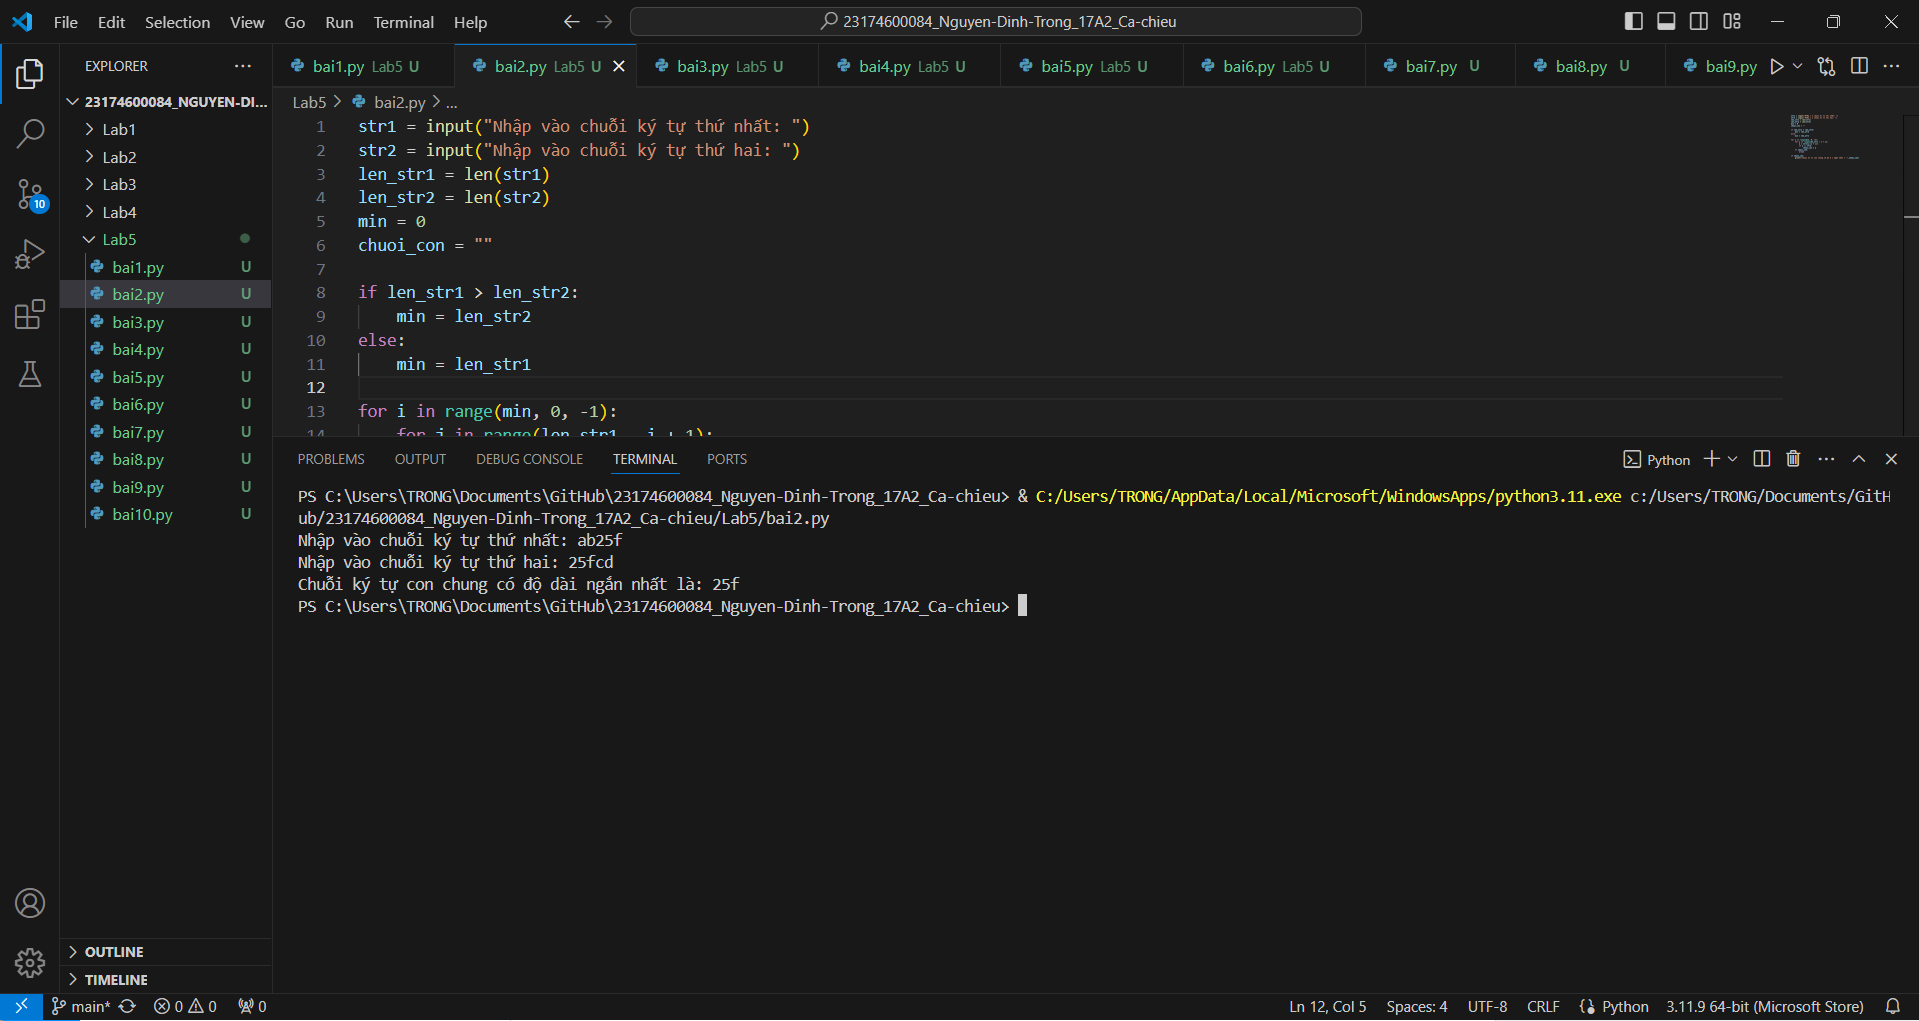 File Edit Selection View Go Run Terminal Help
23174600084_Nguyen-Dinh-Trong_17A2_Ca-chieu
EXPLORER
23174600084_NGUYEN-DI...
Lab1
Lab2
Lab3
Lab4
Lab5
bai1.py U
bai2.py U
bai3.py U
bai4.py U
bai5.py U
bai6.py U
bai7.py U
bai8.py U
bai9.py U
bai10.py U
OUTLINE
TIMELINE
10
bai1.py Lab5 U
bai2.py Lab5 U
bai3.py Lab5 U
bai4.py Lab5 U
bai5.py Lab5 U
bai6.py Lab5 U
bai7.py U
bai8.py U
bai9.py
Lab5 > bai2.py > ...
1 str1 = input("Nhập vào chuỗi ký tự thứ nhất: ")
2 str2 = input("Nhập vào chuỗi ký tự thứ hai: ")
3 len_str1 = len(str1)
4 len_str2 = len(str2)
5 min = 0
6 chuoi_con = ""
7
8 if len_str1 > len_str2:
9 min = len_str2
10 else:
11 min = len_str1
12
13 for i in range(min, 0, -1):
14 for j in range(len_str1 - i + 1):
PROBLEMS OUTPUT DEBUG CONSOLE TERMINAL PORTS
Python
PS C:\Users\TRONG\Documents\GitHub\23174600084_Nguyen-Dinh-Trong_17A2_Ca-chieu> & C:/Users/TRONG/AppData/Local/Microsoft/WindowsApps/python3.11.exe c:/Users/TRONG/Documents/GitH
ub/23174600084_Nguyen-Dinh-Trong_17A2_Ca-chieu/Lab5/bai2.py
Nhập vào chuỗi ký tự thứ nhất: ab25f
Nhập vào chuỗi ký tự thứ hai: 25fcd
Chuỗi ký tự con chung có độ dài ngắn nhất là: 25f
PS C:\Users\TRONG\Documents\GitHub\23174600084_Nguyen-Dinh-Trong_17A2_Ca-chieu>
main* 0 0 0
Ln 12, Col 5 Spaces: 4 UTF-8 CRLF Python 3.11.9 64-bit (Microsoft Store)